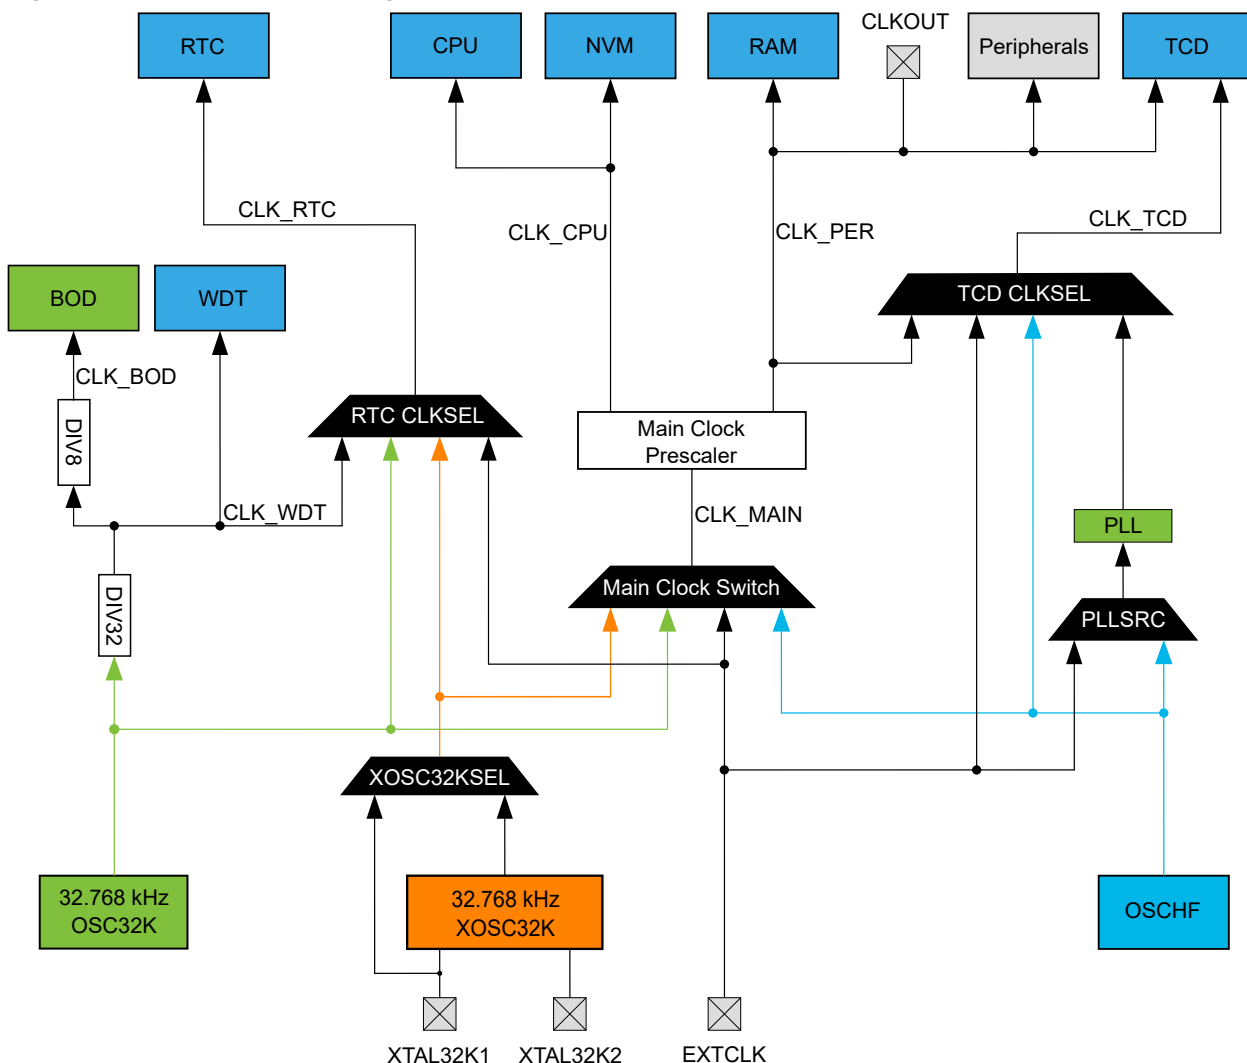 CLKOUT
RTC
CPU
NVM
RAM
Peripherals
TCD
CLK_RTC
CLK_CPU
CLK_PER
CLK_TCD
BOD
WDT
TCD CLKSEL
CLK_BOD
RTC CLKSEL
DIV8
Main Clock
Prescaler
CLK_WDT
CLK_MAIN
PLL
DIV32
Main Clock Switch
PLLSRC
XOSC32KSEL
32.768 kHz
OSC32K
32.768 kHz
XOSC32K
OSCHF
XTAL32K1
XTAL32K2
EXTCLK